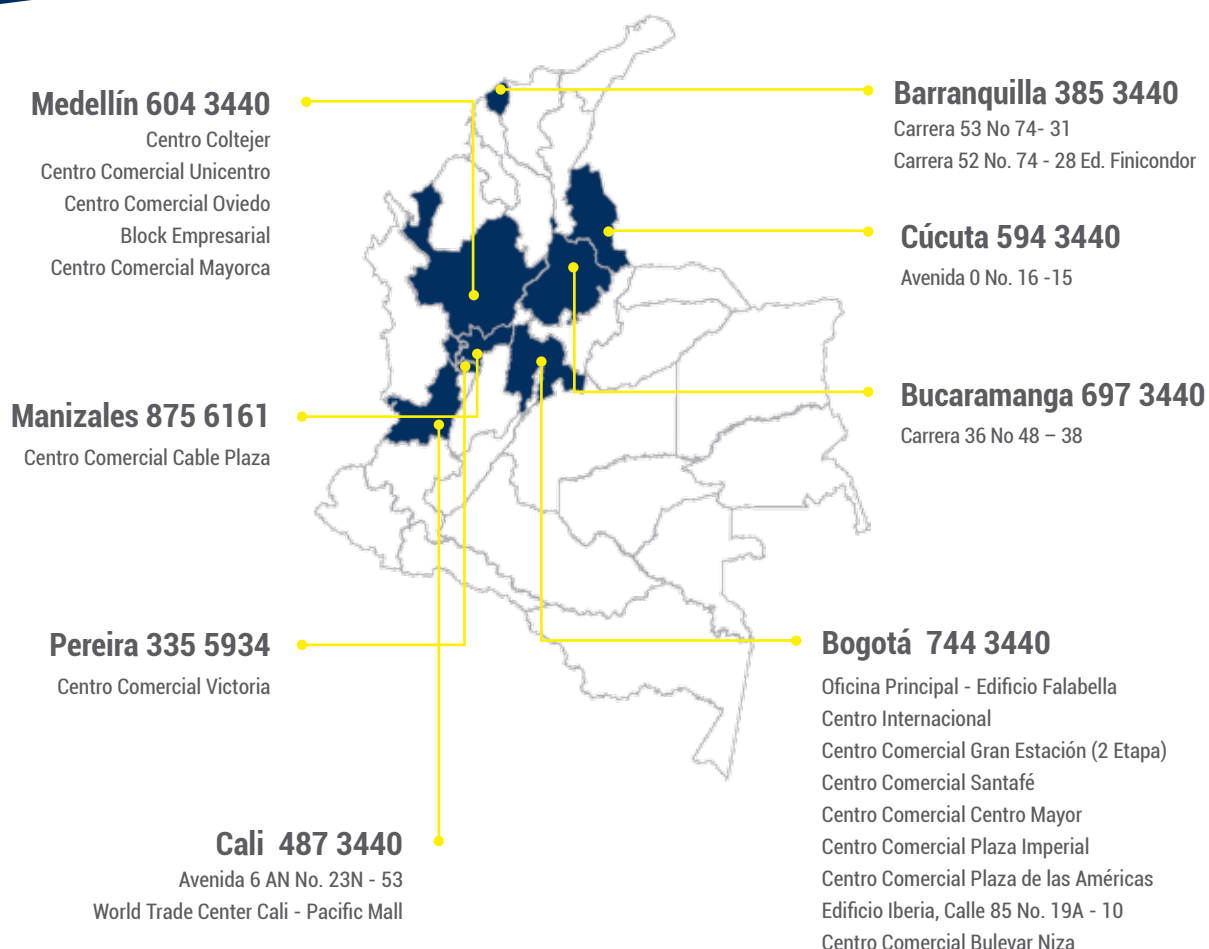 Medellín 604 3440
Centro Coltejer
Centro Comercial Unicentro
Centro Comercial Oviedo
Block Empresarial
Centro Comercial Mayorca
Manizales 875 6161
Centro Comercial Cable Plaza
Pereira 335 5934
Centro Comercial Victoria
Cali 487 3440
Avenida 6 AN No. 23N - 53
World Trade Center Cali - Pacific Mall
Barranquilla 385 3440
Carrera 53 No 74- 31
Carrera 52 No. 74 - 28 Ed. Finicondor
Cúcuta 594 3440
Avenida 0 No. 16 -15
Bucaramanga 697 3440
Carrera 36 No 48 – 38
Bogotá 744 3440
Oficina Principal - Edificio Falabella
Centro Internacional
Centro Comercial Gran Estación (2 Etapa)
Centro Comercial Santafé
Centro Comercial Centro Mayor
Centro Comercial Plaza Imperial
Centro Comercial Plaza de las Américas
Edificio Iberia, Calle 85 No. 19A - 10
Centro Comercial Bulevar Niza